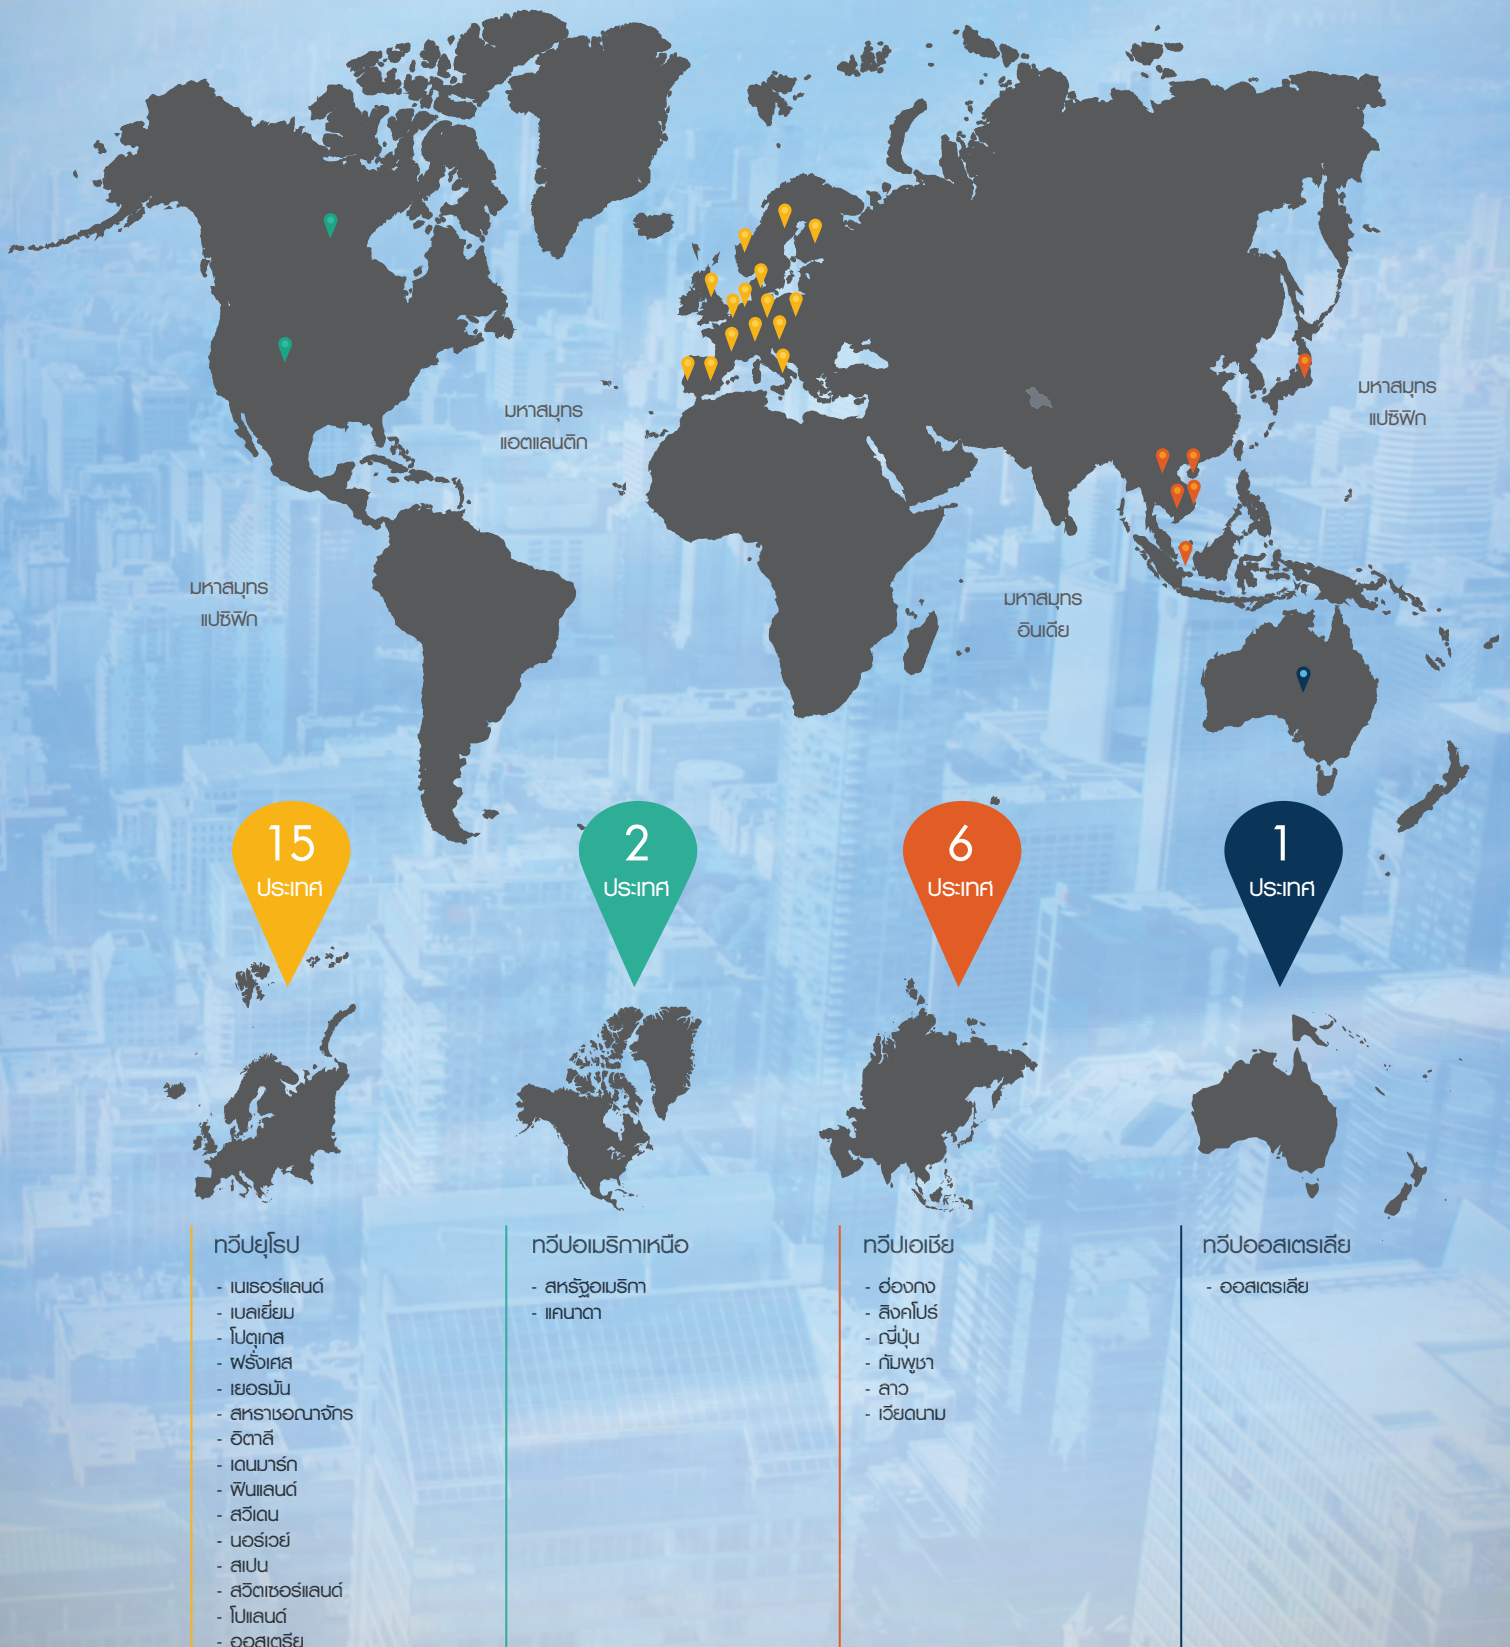 มหาสมุทร
แอตแลนติก
มหาสมุทร
แปซิฟิก
มหาสมุทร
แปซิฟิก
มหาสมุทร
อินเดีย
15
ประเทศ
2
ประเทศ
6
ประเทศ
1
ประเทศ
ทวีปยุโรป
- เนเธอร์แลนด์
- เบลเยี่ยม
- โปตุเกส
- ฝรั่งเศส
- เยอรมัน
- สหราชอณาจักร
- อิตาลี
- เดนมาร์ก
- ฟินแลนด์
- สวีเดน
- นอร์เวย์
- สเปน
- สวิตเซอร์แลนด์
- โปแลนด์
- ออสเตรีย
ทวีปอเมริกาเหนือ
- สหรัฐอเมริกา
- แคนาดา
ทวีปเอเชีย
- ฮ่องกง
- สิงคโปร์
- ญี่ปุ่น
- กัมพูชา
- ลาว
- เวียดนาม
ทวีปออสเตรเลีย
- ออสเตรเลีย